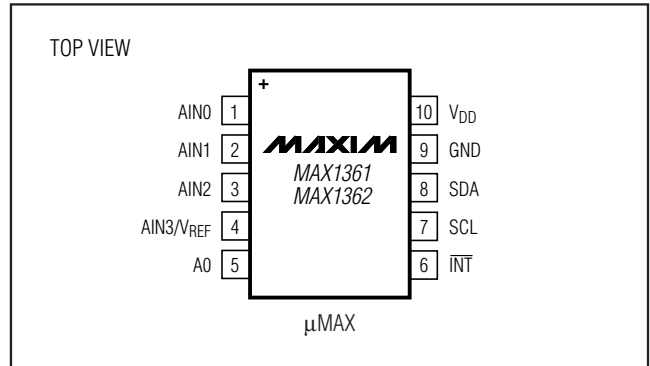 TOP VIEW
+
AIN0 1
AIN1 2
AIN2 3
AIN3/VREF 4
A0 5
MAXIM
MAX1361
MAX1362
10 VDD
9 GND
8 SDA
7 SCL
6 I̅N̅T̅
µMAX